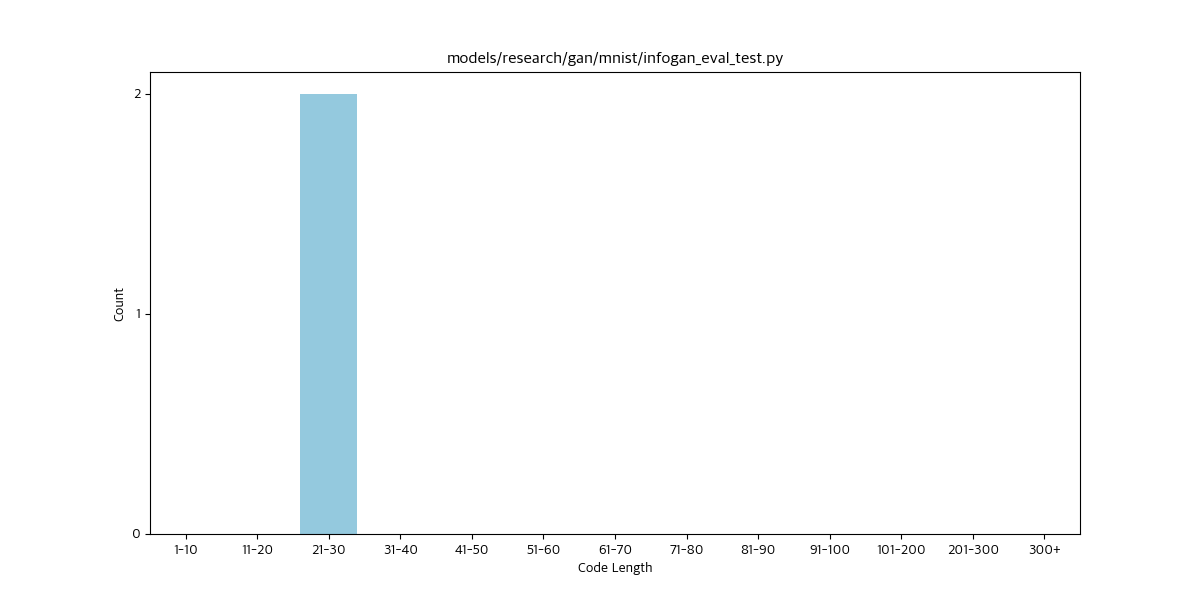 models/research/gan/mnist/infogan_eval_test.py
2
1
0
Count
1-10 11-20 21-30 31-40 41-50 51-60 61-70 71-80 81-90 91-100 101-200 201-300 300+
Code Length